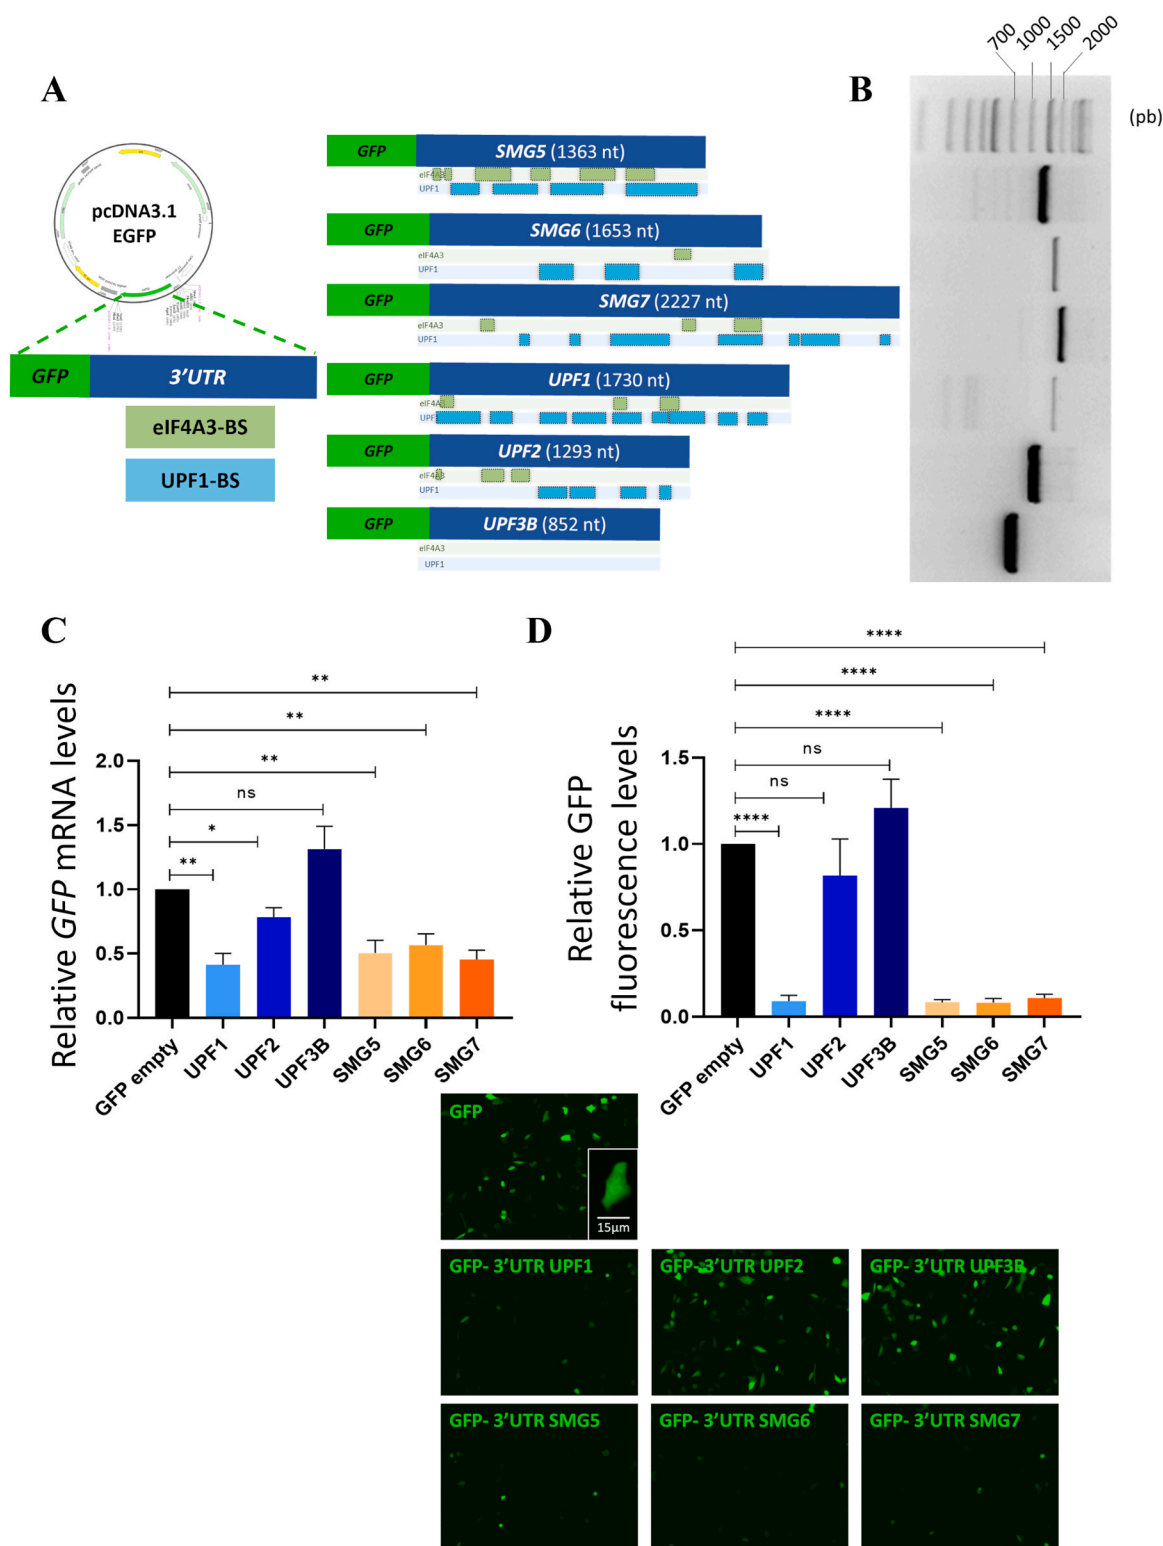 A
pcDNA3.1
EGFP
GFP
3'UTR
eIF4A3-BS
UPF1-BS
GFP
SMG5 (1363 nt)
eIF4A3
UPF1
GFP
SMG6 (1653 nt)
eIF4A3
UPF1
GFP
SMG7 (2227 nt)
eIF4A3
UPF1
GFP
UPF1 (1730 nt)
eIF4A3
UPF1
GFP
UPF2 (1293 nt)
eIF4A3
UPF1
GFP
UPF3B (852 nt)
eIF4A3
UPF1
B
700
1000
1500
2000
(pb)
C
Relative GFP mRNA levels
2.0
1.5
1.0
0.5
0.0
**
**
**
ns
*
**
GFP empty
UPF1
UPF2
UPF3B
SMG5
SMG6
SMG7
D
Relative GFP
fluorescence levels
1.5
1.0
0.5
0.0
****
****
****
ns
ns
****
GFP empty
UPF1
UPF2
UPF3B
SMG5
SMG6
SMG7
GFP
15μm
GFP- 3'UTR UPF1
GFP- 3'UTR UPF2
GFP- 3'UTR UPF3B
GFP- 3'UTR SMG5
GFP- 3'UTR SMG6
GFP- 3'UTR SMG7